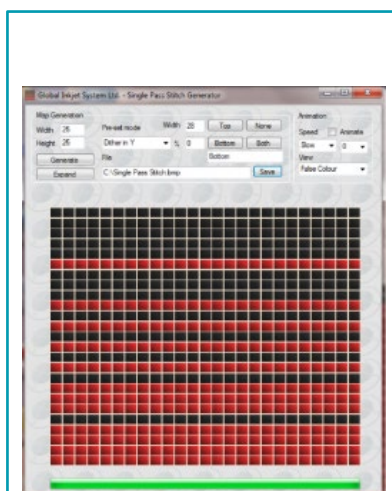 Global Inkjet System Ltd. - Single Pass Stitch Generator
Map Generation
Width 25
Height 25
Generate
Expand
Pre-set mode
Dither in Y
Width 28
% 0
Top
None
Bottom
Both
File
Bottom
C:\Single Pass Stitch.bmp
Save
Animation
Speed
Animate
Slow
0
View
False Colour